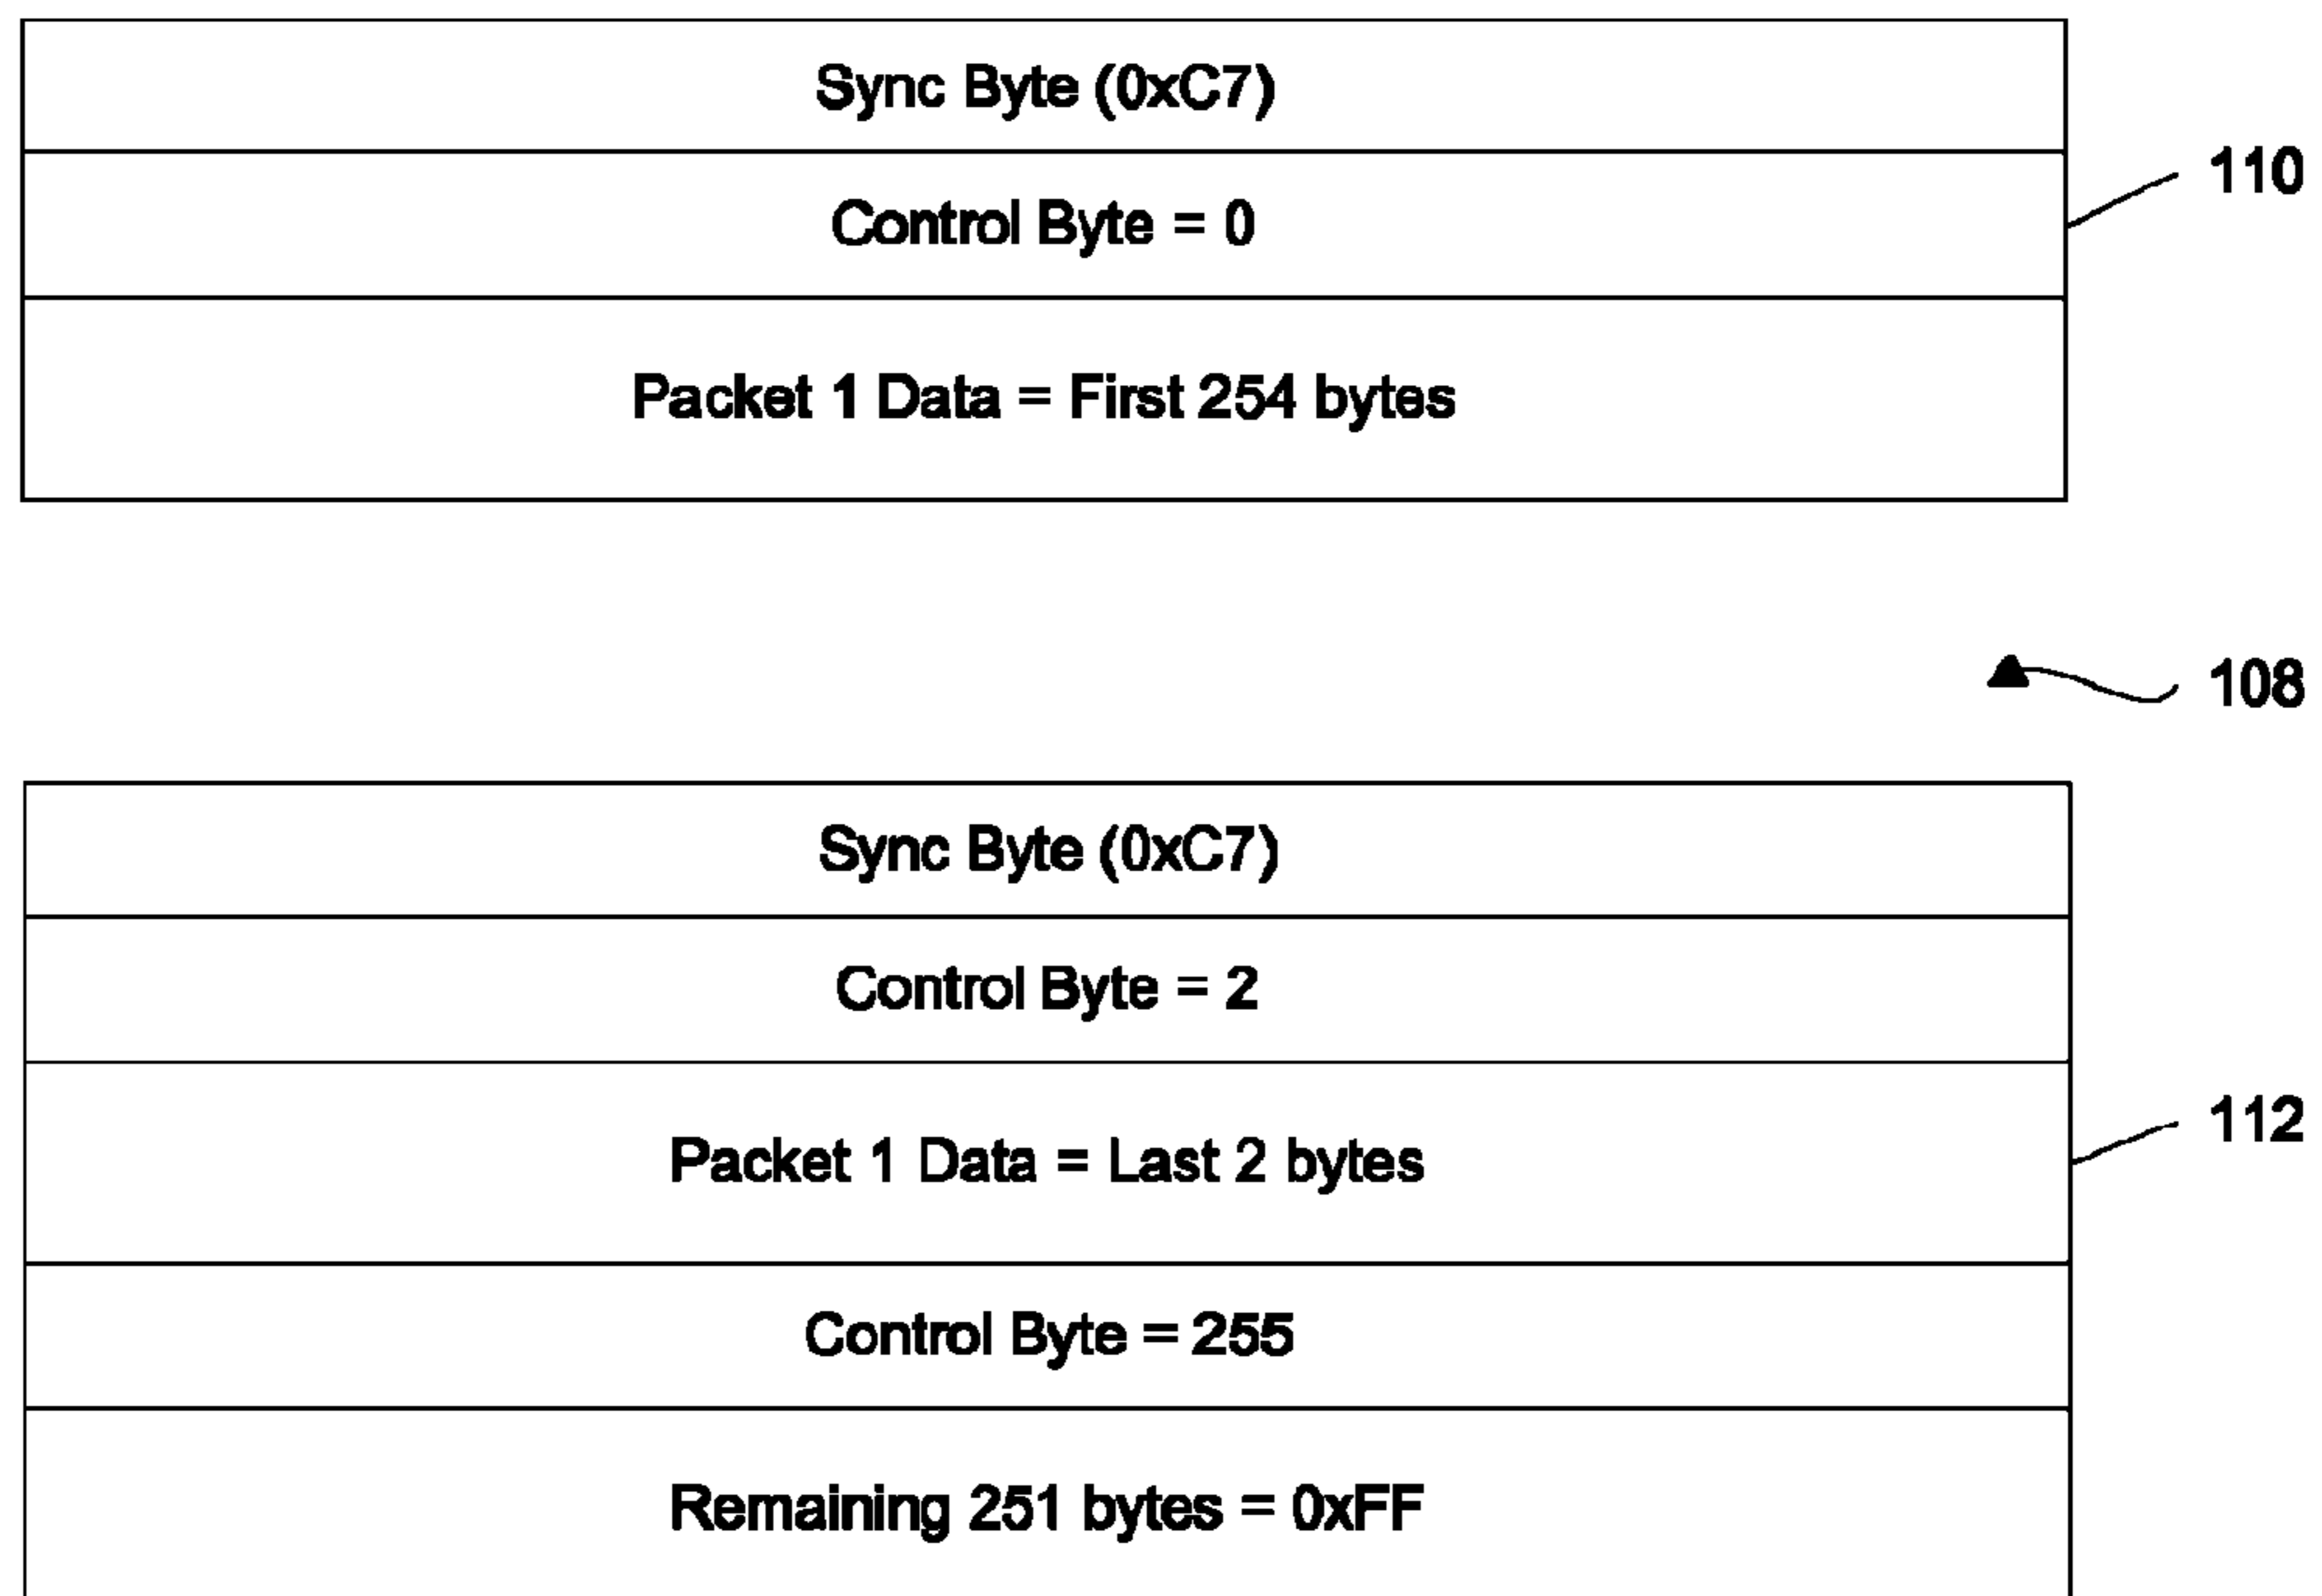 Sync Byte (0xC7)
110
Control Byte = 0
Packet 1 Data = First 254 bytes
108
Sync Byte (0xC7)
Control Byte = 2
112
Packet 1 Data = Last 2 bytes
Control Byte = 255
Remaining 251 bytes = 0xFF